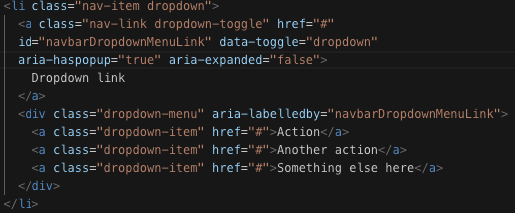 <li class="nav-item dropdown">
<a class="nav-link dropdown-toggle" href="#"
id="navbarDropdownMenuLink" data-toggle="dropdown"
aria-haspopup="true" aria-expanded="false">
Dropdown link
</a>
<div class="dropdown-menu" aria-labelledby="navbarDropdownMenuLink">
<a class="dropdown-item" href="#">Action</a>
<a class="dropdown-item" href="#">Another action</a>
<a class="dropdown-item" href="#">Something else here</a>
</div>
</li>